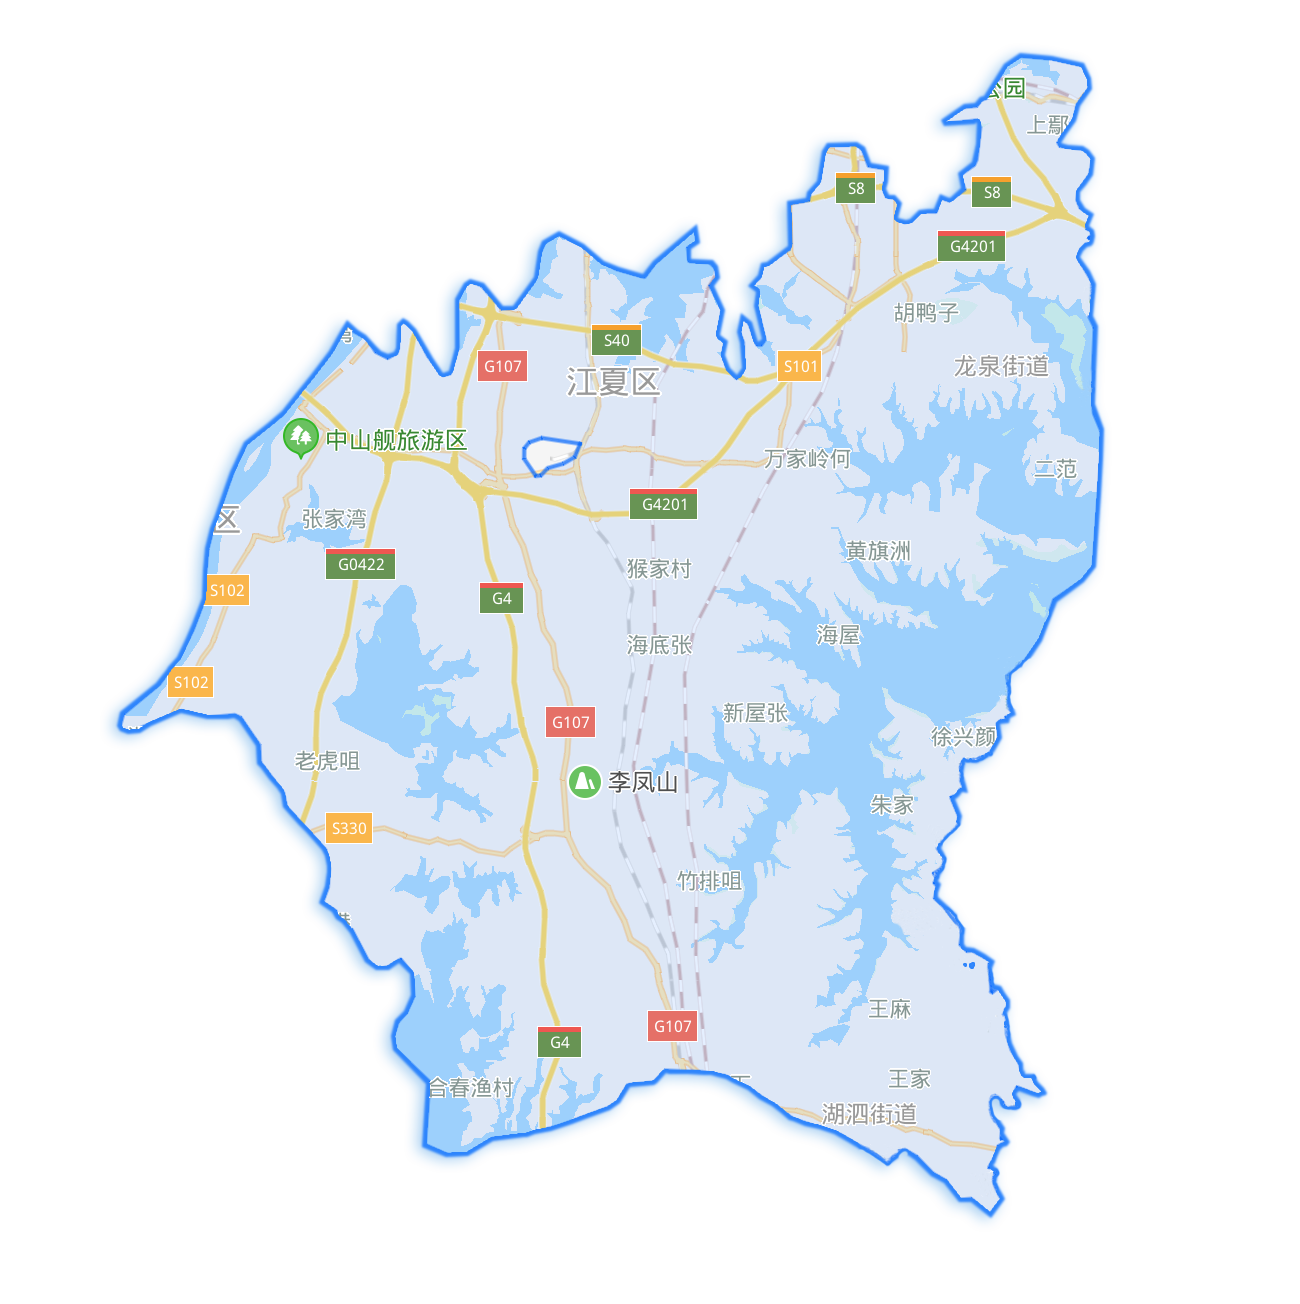 公园
上鄢
S8
S8
G4201
胡鸭子
S40
G107
S101
龙泉街道
江夏区
中山舰旅游区
万家岭何
二范
G4201
区
张家湾
黄旗洲
G0422
猴家村
S102
G4
海屋
海底张
S102
新屋张
G107
徐兴颜
老虎咀
李凤山
朱家
S330
竹排咀
王麻
G107
G4
王家
合春渔村
湖泗街道